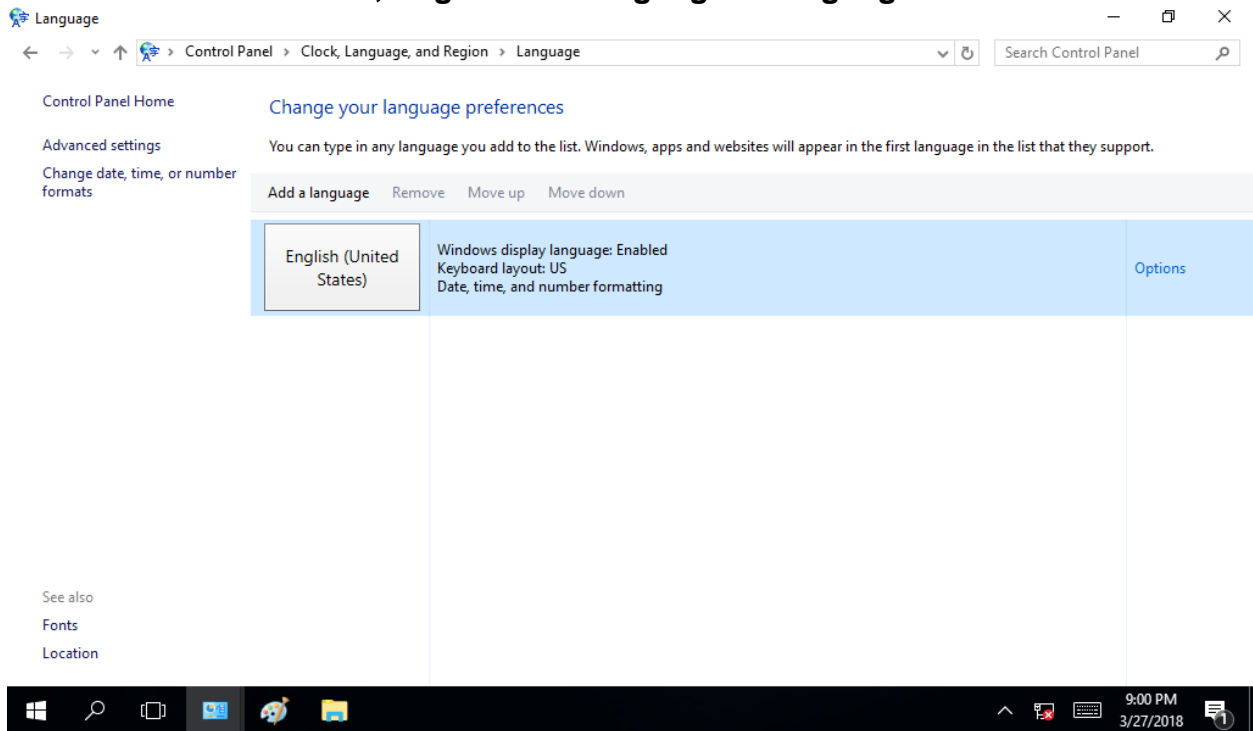 Language
Control Panel > Clock, Language, and Region > Language
Search Control Panel
Control Panel Home
Advanced settings
Change date, time, or number
formats
Change your language preferences
You can type in any language you add to the list. Windows, apps and websites will appear in the first language in the list that they support.
Add a language Remove Move up Move down
English (United
States)
Windows display language: Enabled
Keyboard layout: US
Date, time, and number formatting
Options
See also
Fonts
Location
9:00 PM
3/27/2018
1